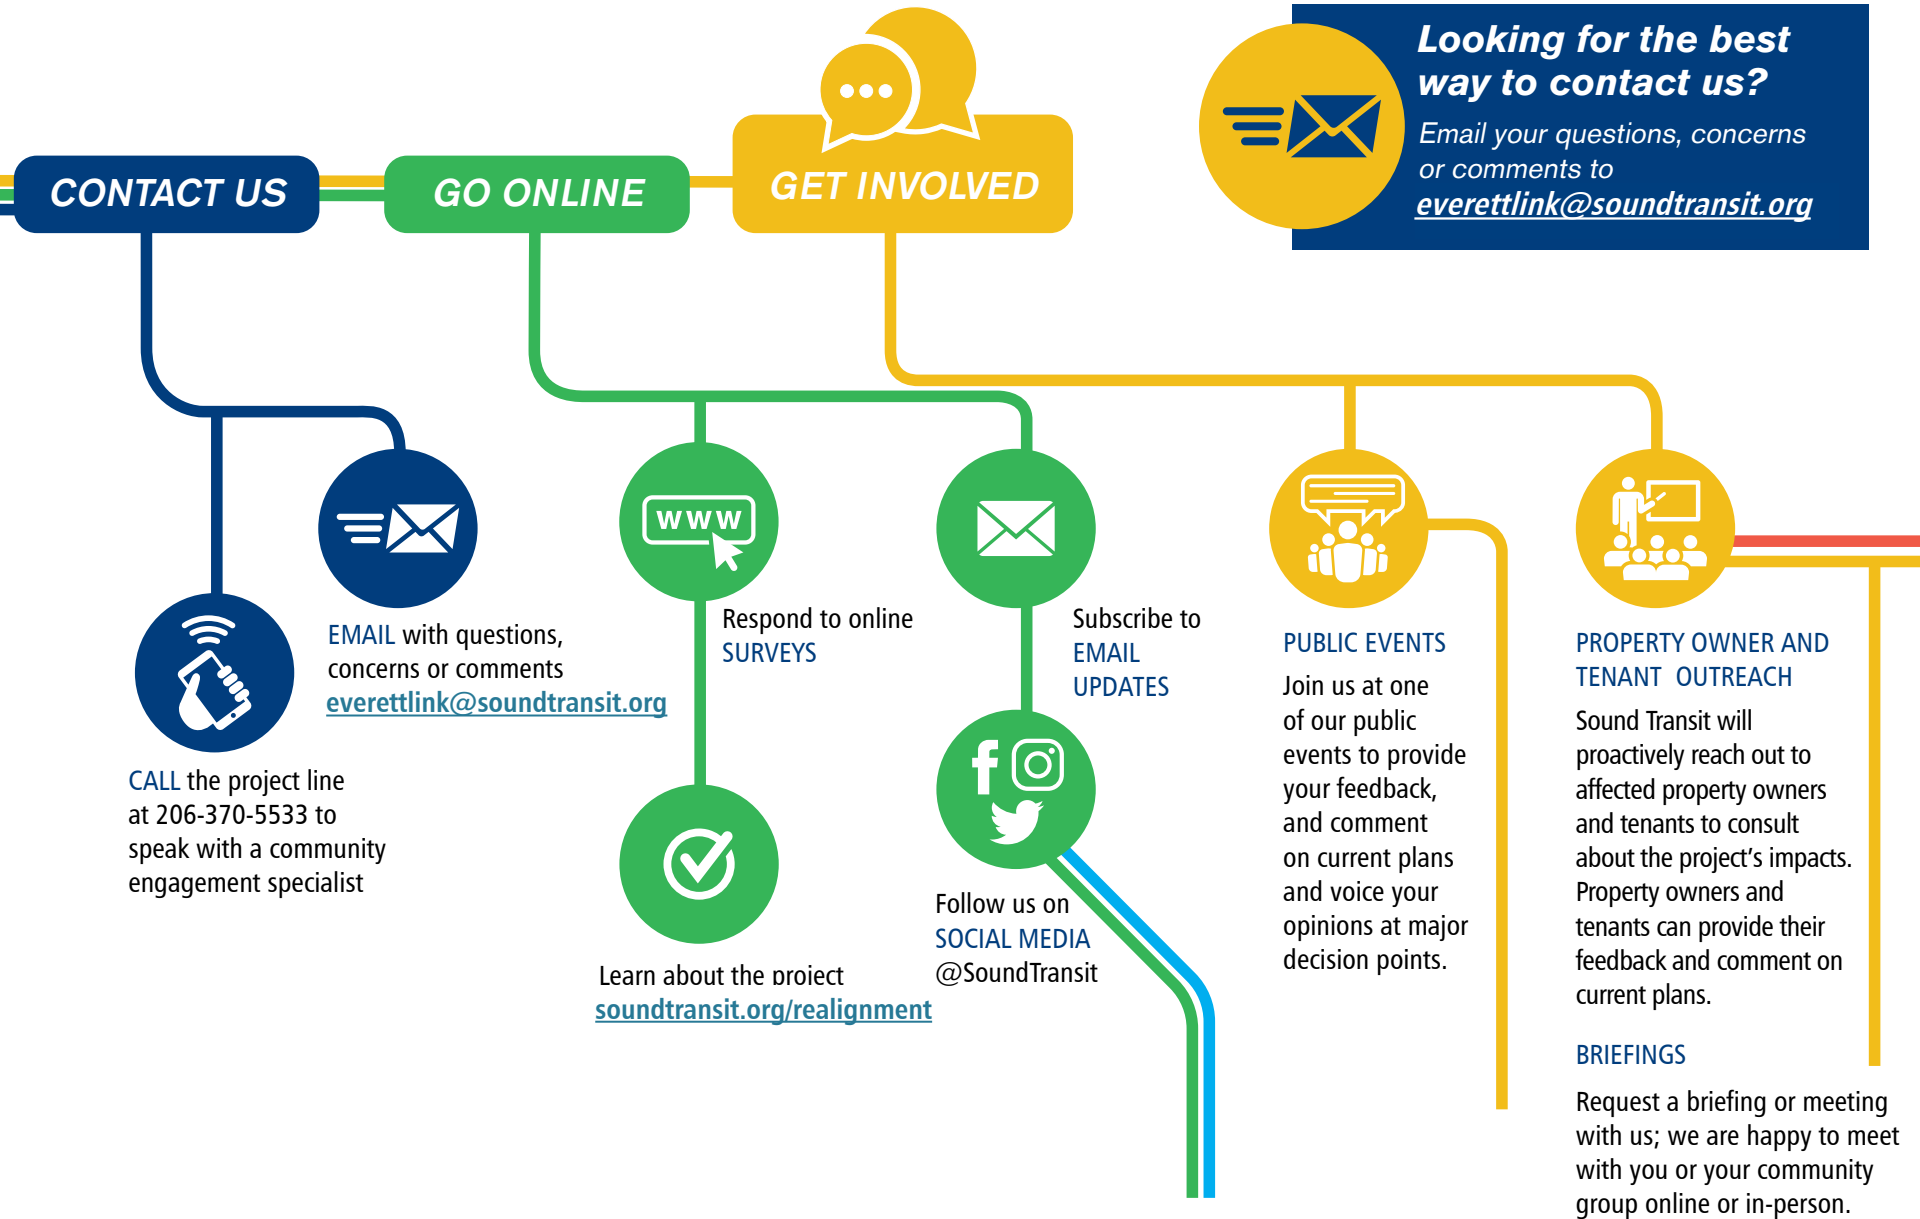 Looking for the best
way to contact us?
Email your questions, concerns
or comments to
everettlink@soundtransit.org
CONTACT US
GO ONLINE
GET INVOLVED
EMAIL with questions,
concerns or comments
everettlink@soundtransit.org
CALL the project line
at 206-370-5533 to
speak with a community
engagement specialist
www
Respond to online
SURVEYS
Learn about the project
soundtransit.org/realignment
Subscribe to
EMAIL
UPDATES
Follow us on
SOCIAL MEDIA
@SoundTransit
PUBLIC EVENTS
Join us at one
of our public
events to provide
your feedback,
and comment
on current plans
and voice your
opinions at major
decision points.
PROPERTY OWNER AND
TENANT OUTREACH
Sound Transit will
proactively reach out to
affected property owners
and tenants to consult
about the project's impacts.
Property owners and
tenants can provide their
feedback and comment on
current plans.
BRIEFINGS
Request a briefing or meeting
with us; we are happy to meet
with you or your community
group online or in-person.